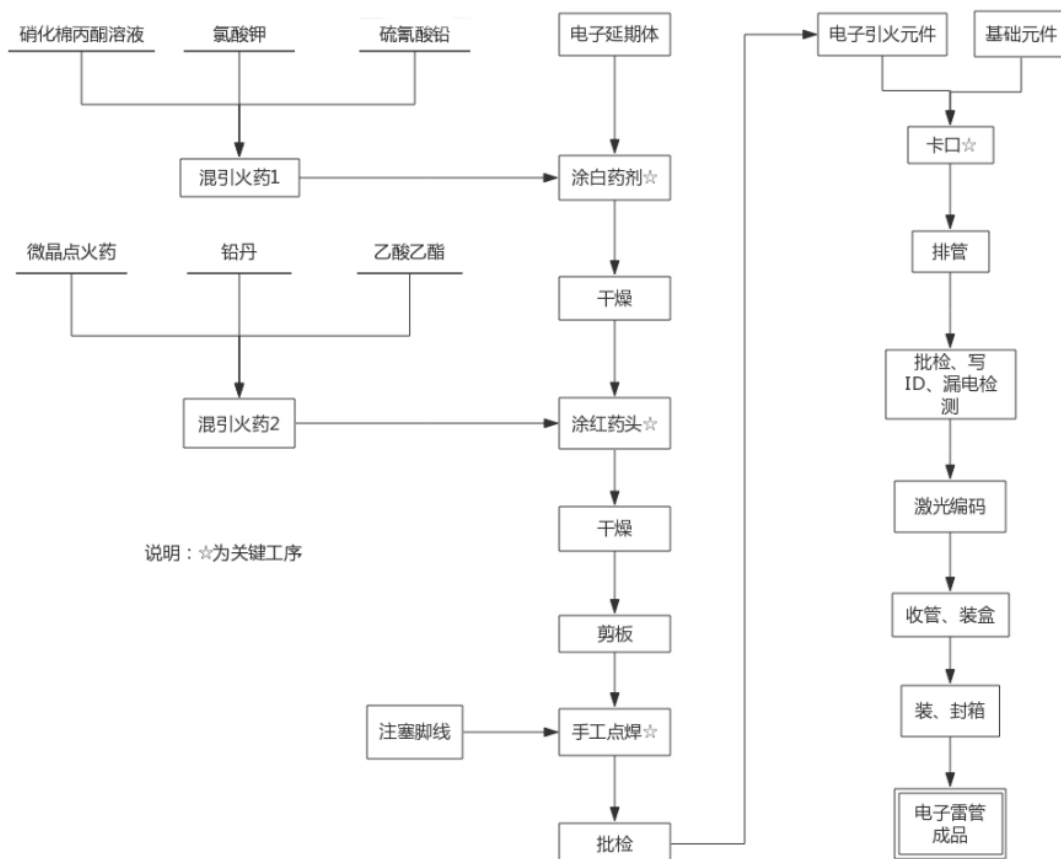 硝化棉丙酮溶液
氯酸钾
硫氰酸铅
电子延期体
电子引火元件
基础元件
卡口☆
混引火药1
涂白药剂☆
微晶点火药
铅丹
乙酸乙酯
排管
干燥
批检、写
ID、漏电检
测
混引火药2
涂红药头☆
激光编码
干燥
说明：☆为关键工序
收管、装盒
剪板
装、封箱
注塞脚线
手工点焊☆
电子雷管
成品
批检